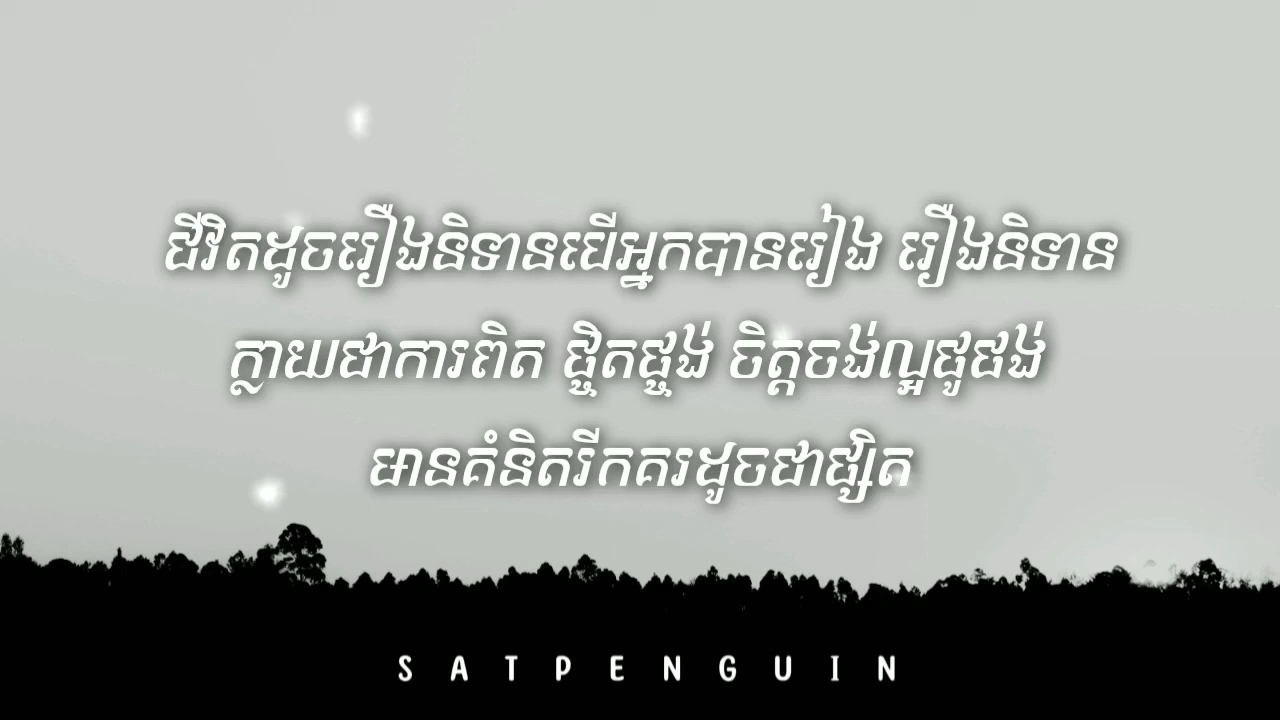 ជីវិតដូចរឿងនិទានបើអ្នកបានរៀង រឿងនិទាន
ក្លាយជាការពិត ផ្ចិតផ្ចង់ ចិត្តចង់ល្អផូផង់
មានគំនិតរីកគរដូចជាផ្សិត
SATPENGUIN